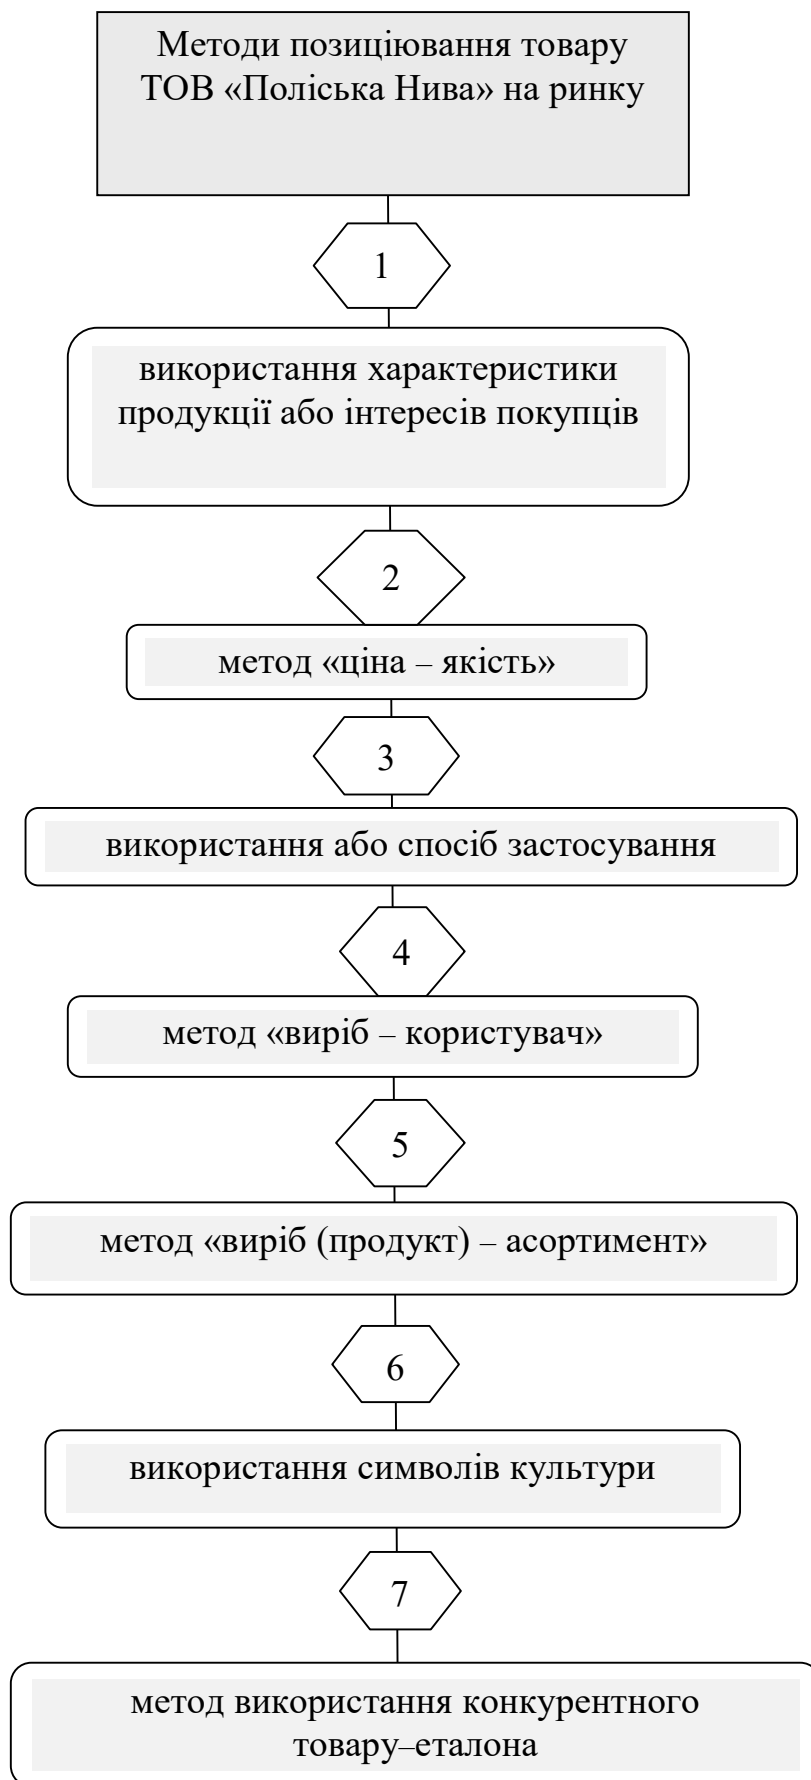 Методи позиціювання товару
ТОВ «Поліська Нива» на ринку
1
використання характеристики
продукції або інтересів покупців
2
метод «ціна – якість»
3
використання або спосіб застосування
4
метод «виріб – користувач»
5
метод «виріб (продукт) – асортимент»
6
використання символів культури
7
метод використання конкурентного
товару–еталона